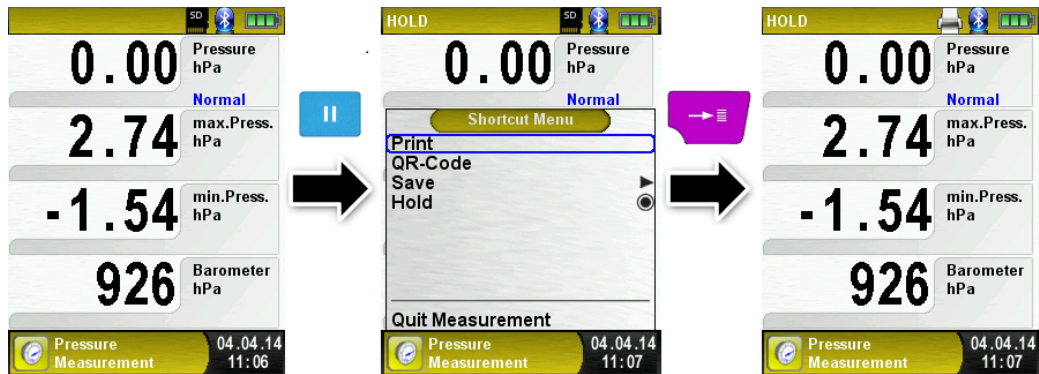 SD
0.00 Pressure
hPa
Normal
2.74 max.Press.
hPa
-1.54 min.Press.
hPa
926 Barometer
hPa
Pressure 04.04.14
Measurement 11:06
HOLD SD
0.00 Pressure
hPa
Normal
Shortcut Menu
Print
QR-Code
Save
Hold
Quit Measurement
Pressure 04.04.14
Measurement 11:07
HOLD
0.00 Pressure
hPa
Normal
2.74 max.Press.
hPa
-1.54 min.Press.
hPa
926 Barometer
hPa
Pressure 04.04.14
Measurement 11:07